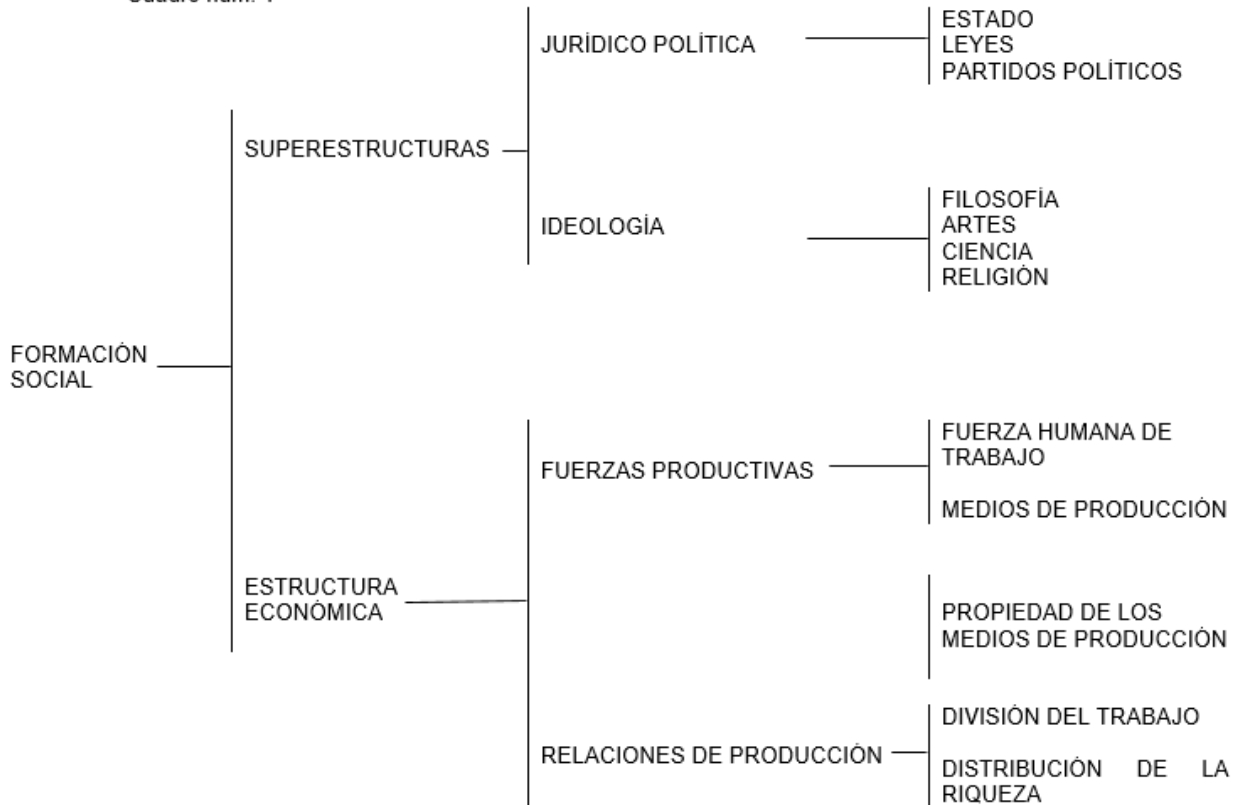 JURÍDICO POLÍTICA
ESTADO
LEYES
PARTIDOS POLÍTICOS
SUPERESTRUCTURAS
IDEOLOGÍA
FILOSOFÍA
ARTES
CIENCIA
RELIGIÓN
FORMACIÓN
SOCIAL
FUERZAS PRODUCTIVAS
FUERZA HUMANA DE
TRABAJO
MEDIOS DE PRODUCCIÓN
ESTRUCTURA
ECONÓMICA
PROPIEDAD DE LOS
MEDIOS DE PRODUCCIÓN
RELACIONES DE PRODUCCIÓN
DIVISIÓN DEL TRABAJO
DISTRIBUCIÓN DE LA
RIQUEZA